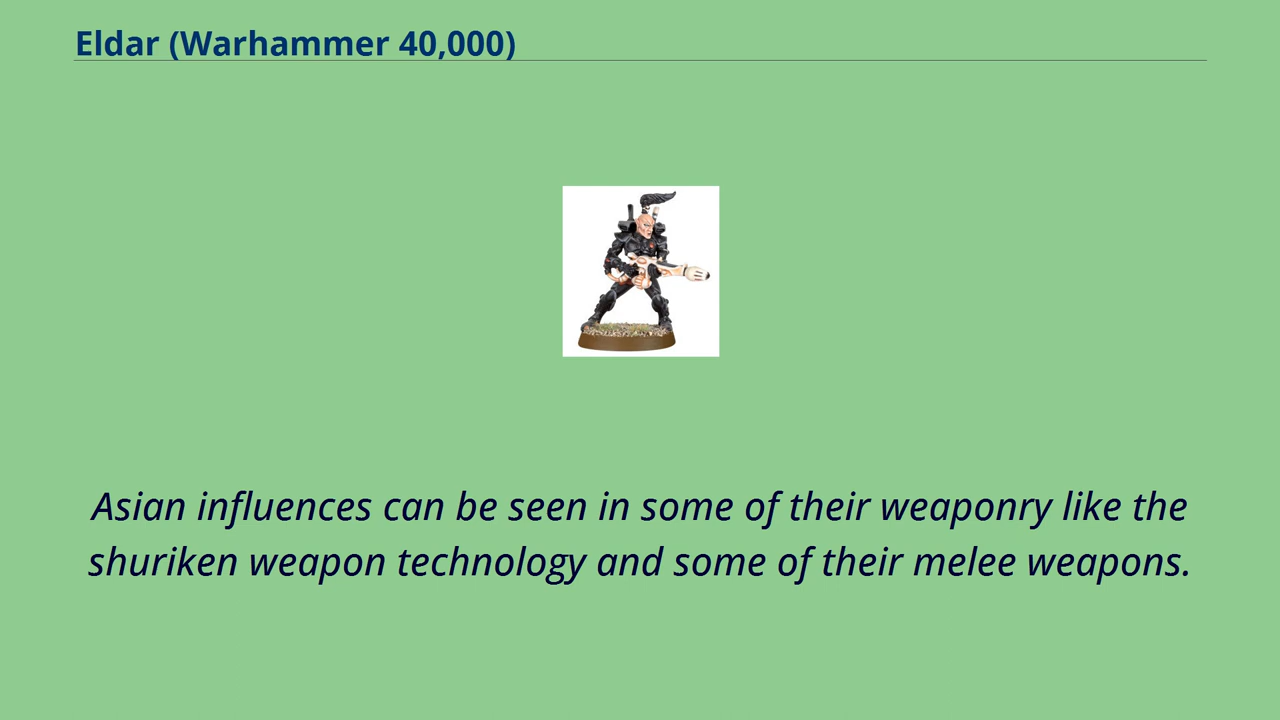 Eldar (Warhammer 40,000)
Asian influences can be seen in some of their weaponry like the
shuriken weapon technology and some of their melee weapons.